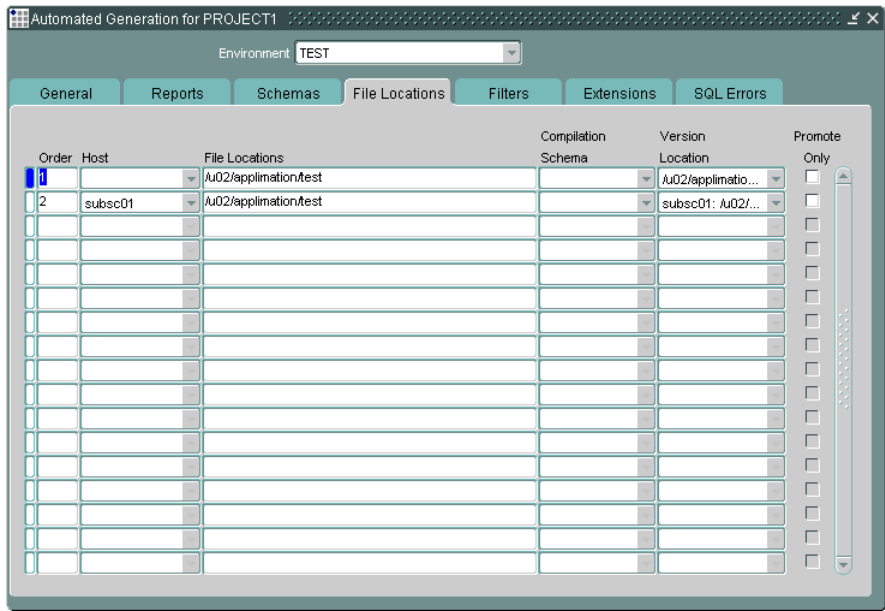 Automated Generation for PROJECT1
Environment TEST
General Reports Schemas File Locations Filters Extensions SQL Errors
Compilation Version Promote
Order Host File Locations Schema Location Only
1 /u02/applimation/test /u02/applimatio...
2 subsc01 /u02/applimation/test subsc01: /u02/...